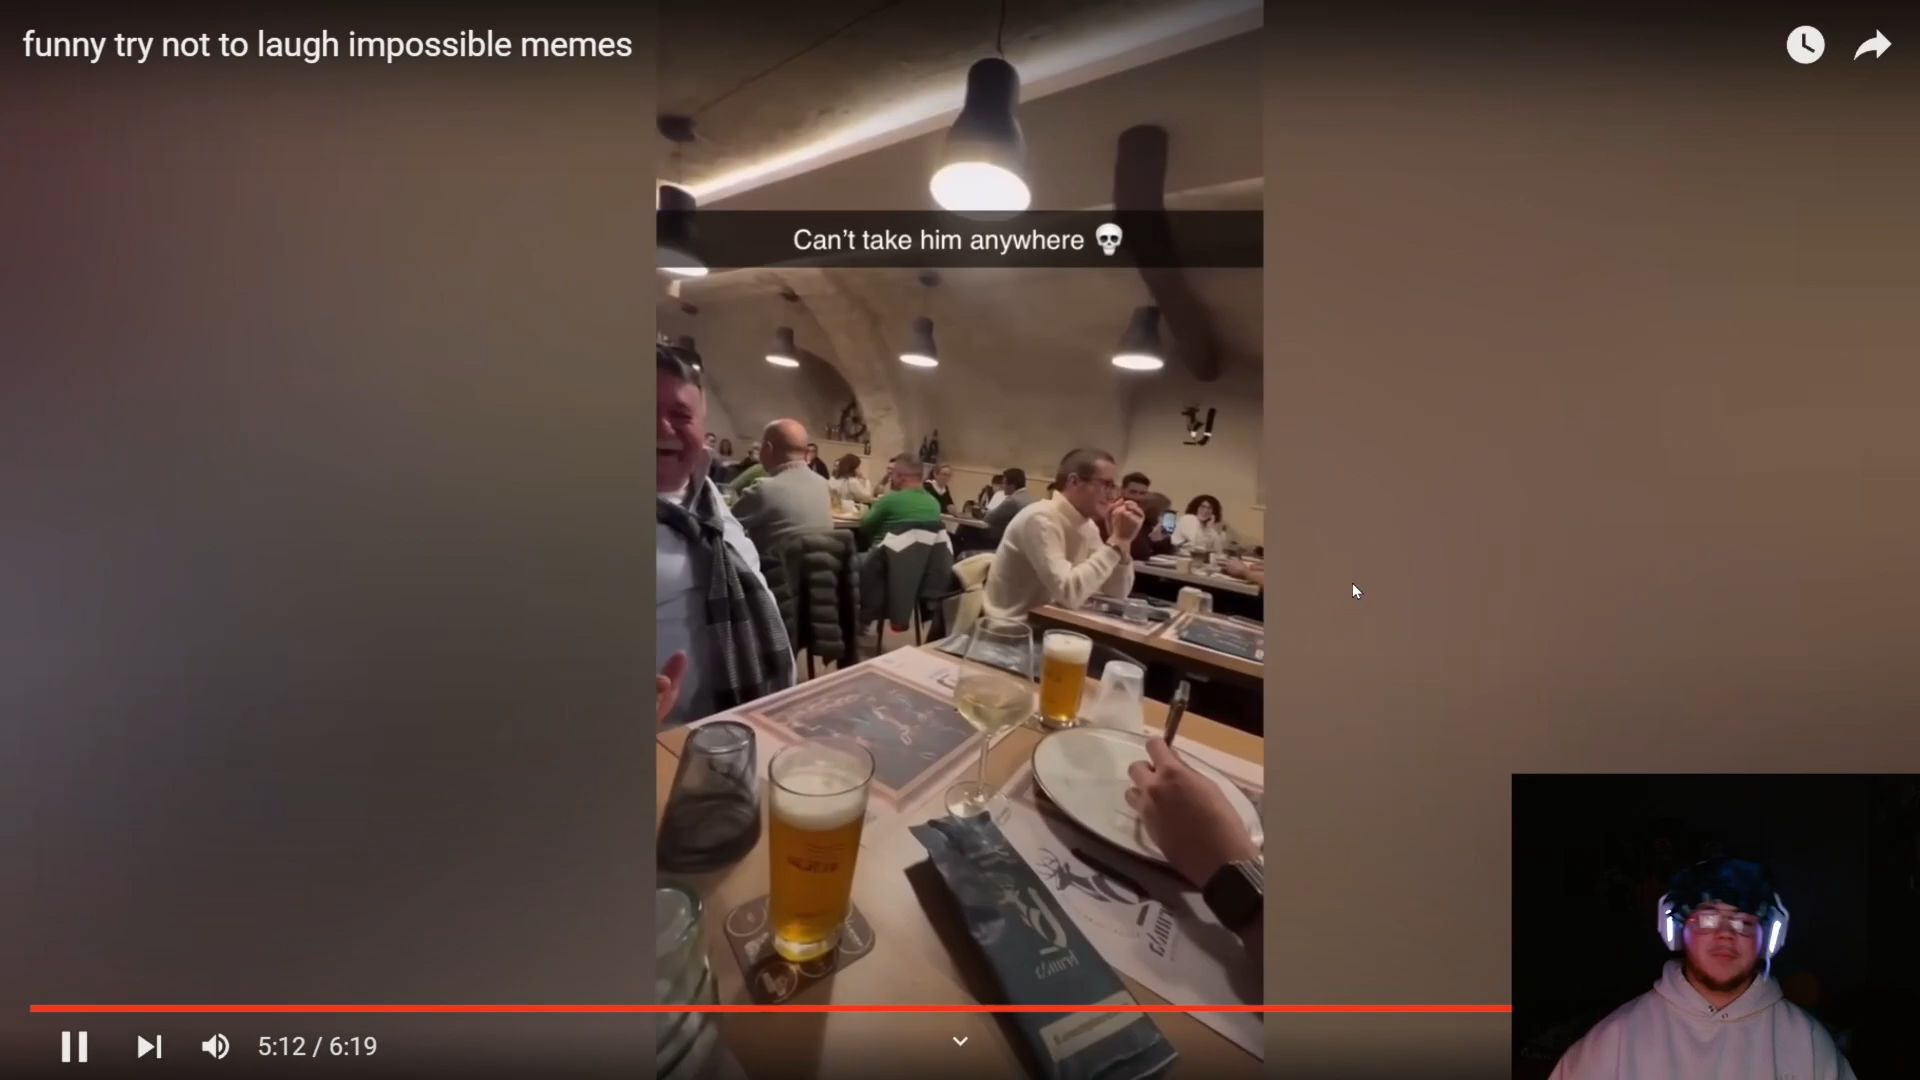 funny try not to laugh impossible memes
Can’t take him anywhere 💀
5:12 / 6:19